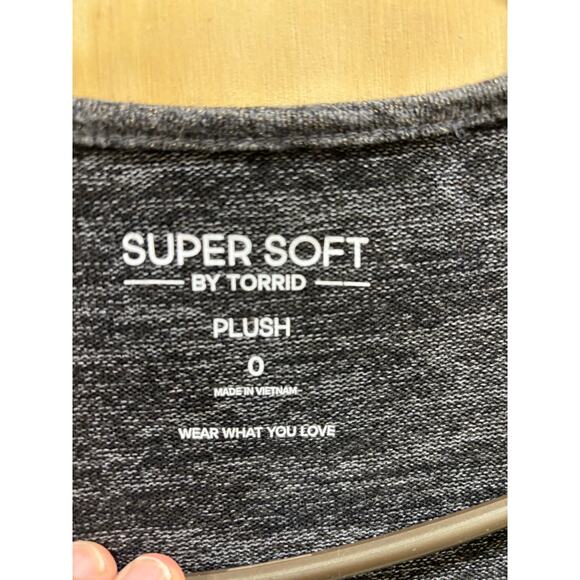 SUPER SOFT
BY TORRID
PLUSH
0
MADE IN VIETNAM
WEAR WHAT YOU LOVE